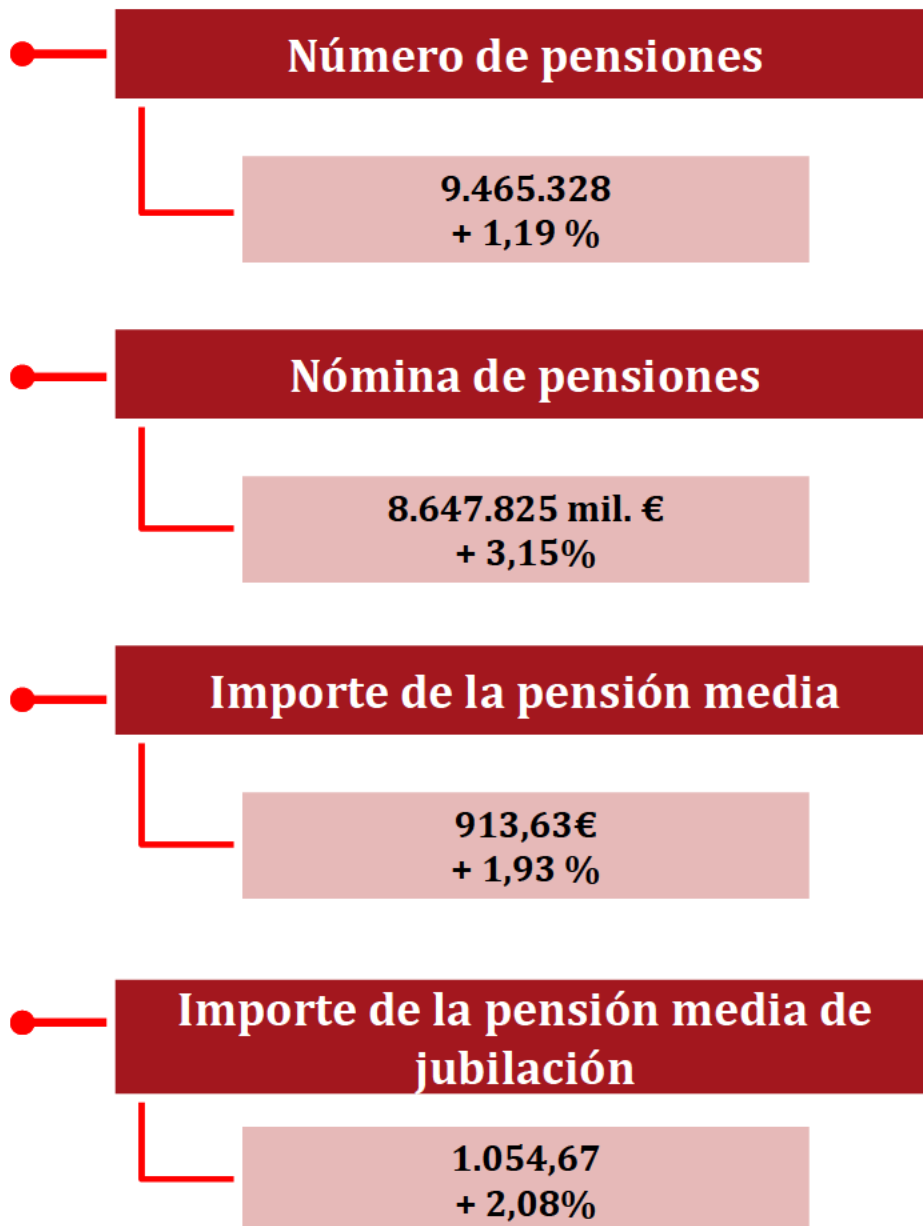 Número de pensiones
9.465.328
+ 1,19 %
Nómina de pensiones
8.647.825 mil. €
+ 3,15%
Importe de la pensión media
913,63€
+ 1,93 %
Importe de la pensión media de
jubilación
1.054,67
+ 2,08%